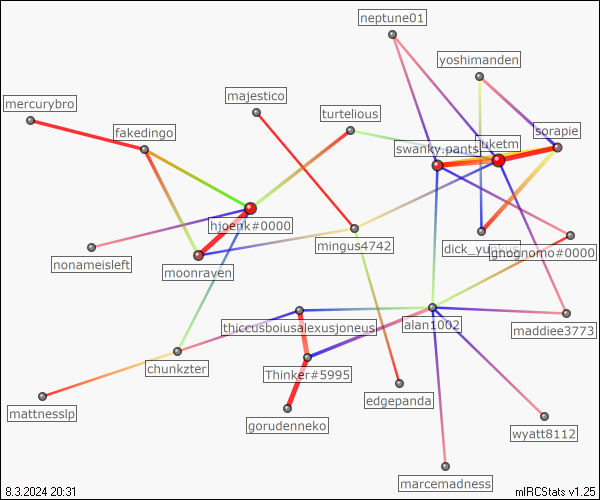 neptune01
yoshimanden
majestico
mercurybro
turtelious
fakedingo
sorapie
luketm
swanky.pants
hjoenk#0000
mingus4742
dick_yunkus
gnognomo#0000
nonameisleft
moonraven
thiccusboiusalexusjoneus
alan1002
maddiee3773
chunkzter
Thinker#5995
edgepanda
mattnesslp
gorudenneko
wyatt8112
marcemadness
8.3.2024 20:31
mIRCStats v1.25